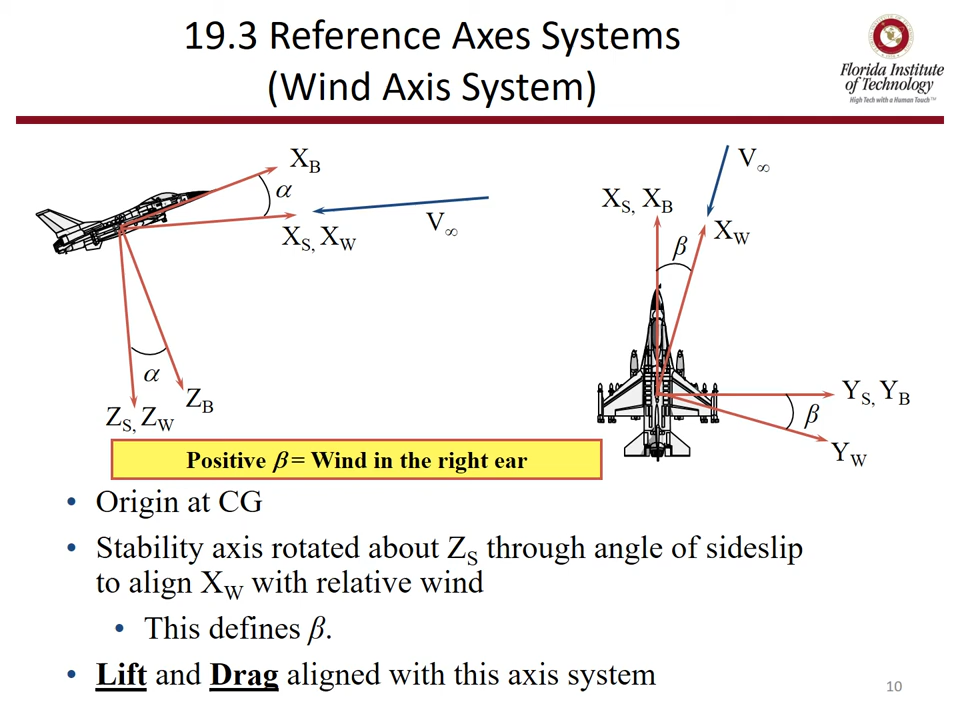 19.3 Reference Axes Systems
(Wind Axis System)
Florida Institute
of Technology
High Tech with a Human Touch™
X_B
α
X_S, X_W
V_∞
α
Z_B
Z_S, Z_W
V_∞
X_S, X_B
X_W
β
Y_S, Y_B
β
Y_W
Positive β = Wind in the right ear
• Origin at CG
• Stability axis rotated about Z_S through angle of sideslip
to align X_W with relative wind
• This defines β.
• Lift and Drag aligned with this axis system
10